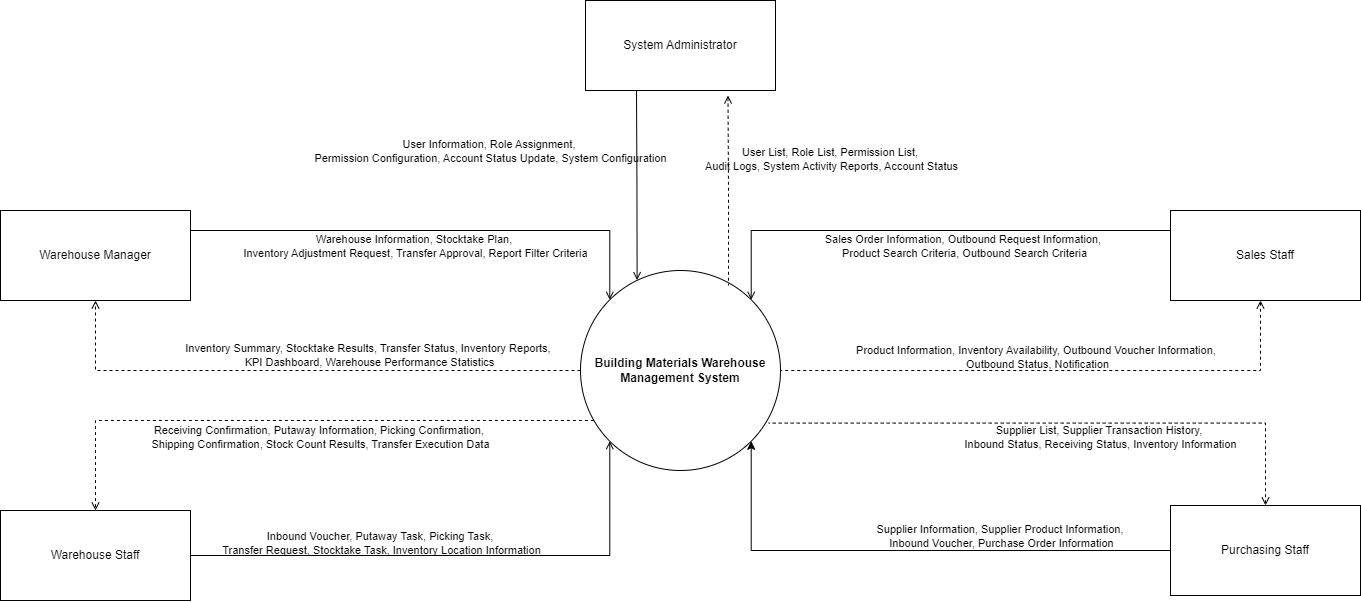 System Administrator
User Information, Role Assignment,
Permission Configuration, Account Status Update, System Configuration
User List, Role List, Permission List,
Audit Logs, System Activity Reports, Account Status
Warehouse Manager
Warehouse Information, Stocktake Plan,
Inventory Adjustment Request, Transfer Approval, Report Filter Criteria
Sales Order Information, Outbound Request Information,
Product Search Criteria, Outbound Search Criteria
Sales Staff
Inventory Summary, Stocktake Results, Transfer Status, Inventory Reports,
KPI Dashboard, Warehouse Performance Statistics
Building Materials Warehouse
Management System
Product Information, Inventory Availability, Outbound Voucher Information,
Outbound Status, Notification
Receiving Confirmation, Putaway Information, Picking Confirmation,
Shipping Confirmation, Stock Count Results, Transfer Execution Data
Supplier List, Supplier Transaction History,
Inbound Status, Receiving Status, Inventory Information
Warehouse Staff
Inbound Voucher, Putaway Task, Picking Task,
Transfer Request, Stocktake Task, Inventory Location Information
Supplier Information, Supplier Product Information,
Inbound Voucher, Purchase Order Information
Purchasing Staff